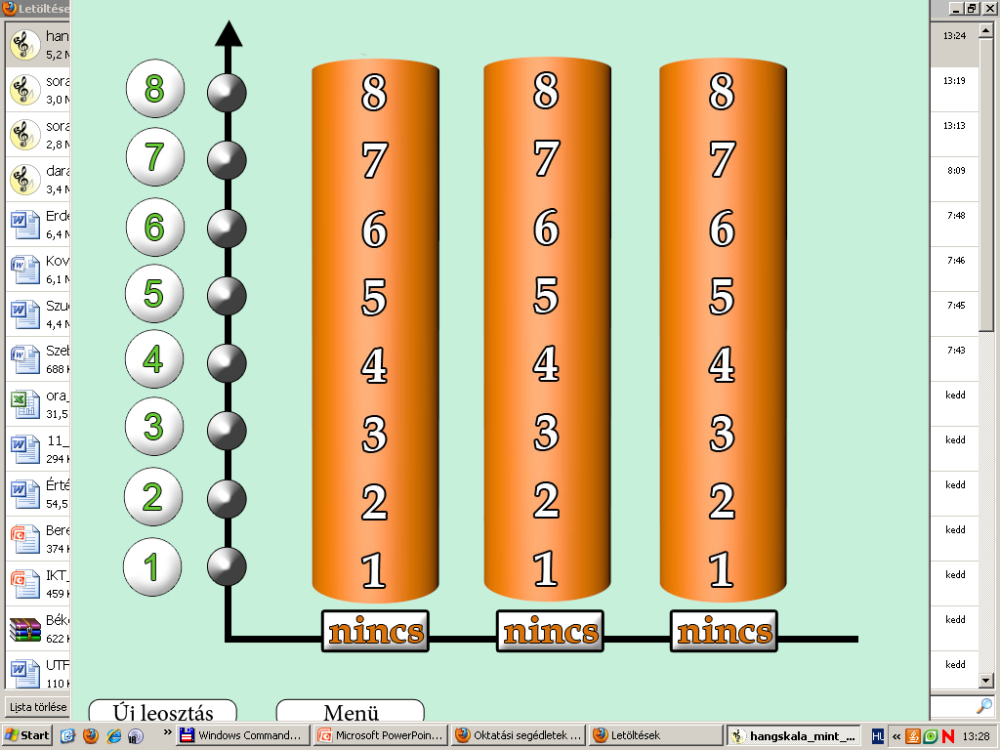 Letöltése
han
5,2 M
13:24
sora
3,0 M
13:19
sora
2,8 M
13:13
dara
3,4 M
8:09
Erde
6,4 M
7:48
Kov
6,1 M
7:46
Szu
4,4 M
7:45
Szeb
688 K
7:43
ora_
31,5
kedd
11_
294 K
kedd
Érté
54,5
kedd
Bere
374 K
kedd
IKT_
459 K
kedd
Béke
622 K
kedd
UTF
110 K
kedd
Lista törlése
8 8 8 8
7 7 7 7
6 6 6 6
5 5 5 5
4 4 4 4
3 3 3 3
2 2 2 2
1 1 1 1
nincs nincs nincs
Új leosztás Menü
Start » Windows Command... Microsoft PowerPoin... Oktatási segédletek ... Letöltések hangskala_mint_... HU « N 13:28